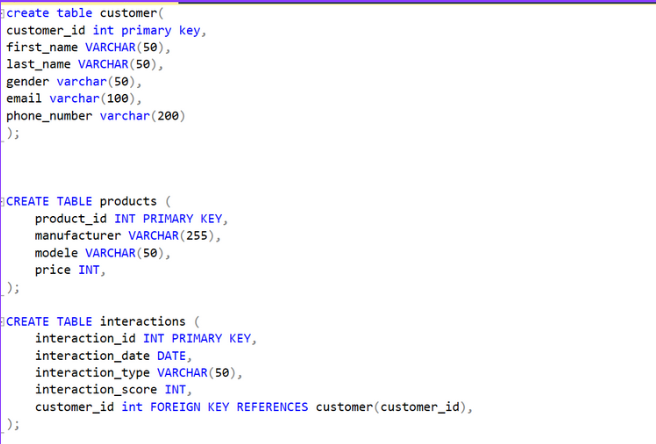 create table customer(
customer_id int primary key,
first_name VARCHAR(50),
last_name VARCHAR(50),
gender varchar(50),
email varchar(100),
phone_number varchar(200)
);
CREATE TABLE products (
product_id INT PRIMARY KEY,
manufacturer VARCHAR(255),
modele VARCHAR(50),
price INT,
);
CREATE TABLE interactions (
interaction_id INT PRIMARY KEY,
interaction_date DATE,
interaction_type VARCHAR(50),
interaction_score INT,
customer_id int FOREIGN KEY REFERENCES customer(customer_id),
);